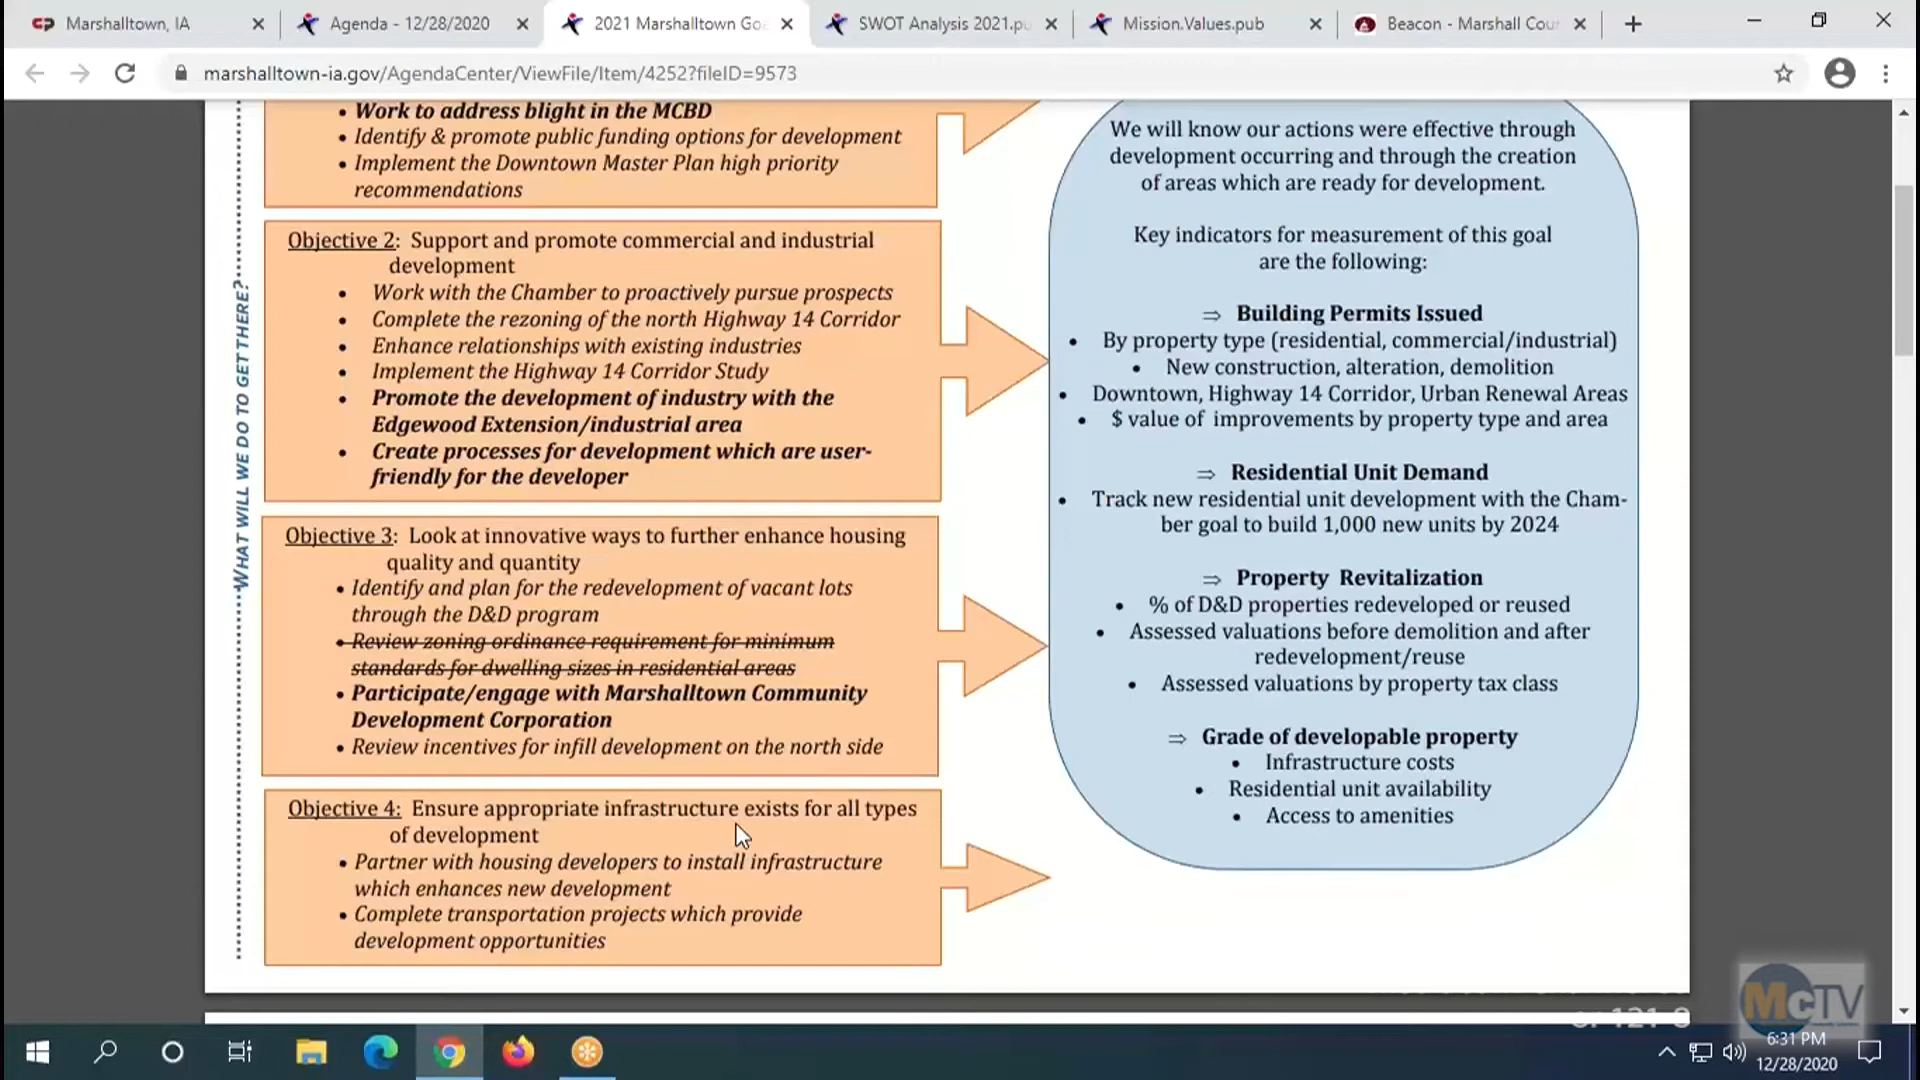 Marshalltown, IA
Agenda - 12/28/2020
2021 Marshalltown Go
SWOT Analysis 2021.pu
Mission.Values.pub
Beacon - Marshall Cou
marshalltown-ia.gov/AgendaCenter/ViewFile/Item/4252?fileID=9573
WHAT WILL WE DO TO GET THERE?
• Work to address blight in the MCBD
• Identify & promote public funding options for development
• Implement the Downtown Master Plan high priority
recommendations
Objective 2: Support and promote commercial and industrial
development
• Work with the Chamber to proactively pursue prospects
• Complete the rezoning of the north Highway 14 Corridor
• Enhance relationships with existing industries
• Implement the Highway 14 Corridor Study
• Promote the development of industry with the
Edgewood Extension/industrial area
• Create processes for development which are user-
friendly for the developer
Objective 3: Look at innovative ways to further enhance housing
quality and quantity
• Identify and plan for the redevelopment of vacant lots
through the D&D program
• Review zoning ordinance requirement for minimum
standards for dwelling sizes in residential areas
• Participate/engage with Marshalltown Community
Development Corporation
• Review incentives for infill development on the north side
Objective 4: Ensure appropriate infrastructure exists for all types
of development
• Partner with housing developers to install infrastructure
which enhances new development
• Complete transportation projects which provide
development opportunities
We will know our actions were effective through
development occurring and through the creation
of areas which are ready for development.
Key indicators for measurement of this goal
are the following:
⇒ Building Permits Issued
• By property type (residential, commercial/industrial)
• New construction, alteration, demolition
• Downtown, Highway 14 Corridor, Urban Renewal Areas
• $ value of improvements by property type and area
⇒ Residential Unit Demand
• Track new residential unit development with the Cham-
ber goal to build 1,000 new units by 2024
⇒ Property Revitalization
• % of D&D properties redeveloped or reused
• Assessed valuations before demolition and after
redevelopment/reuse
• Assessed valuations by property tax class
⇒ Grade of developable property
• Infrastructure costs
• Residential unit availability
• Access to amenities
MCTV
6:31 PM
12/28/2020